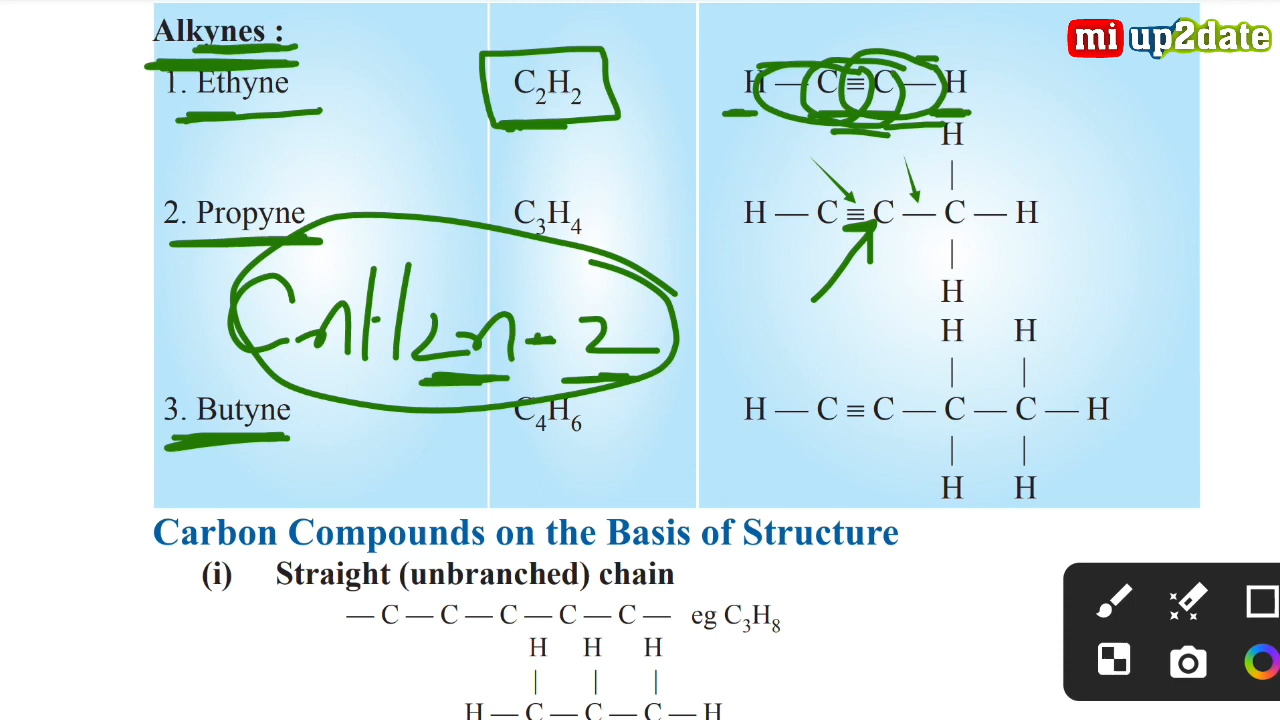 mi up2date
Alkynes :
1. Ethyne C₂H₂ H — C ≡ C — H
H
|
2. Propyne C₃H₄ H — C ≡ C — C — H
|
H
CnH2n-2
H H
| |
3. Butyne C₄H₆ H — C ≡ C — C — C — H
| |
H H
Carbon Compounds on the Basis of Structure
(i) Straight (unbranched) chain
— C — C — C — C — C — eg C₃H₈
H H H
| | |
H — C — C — C — H